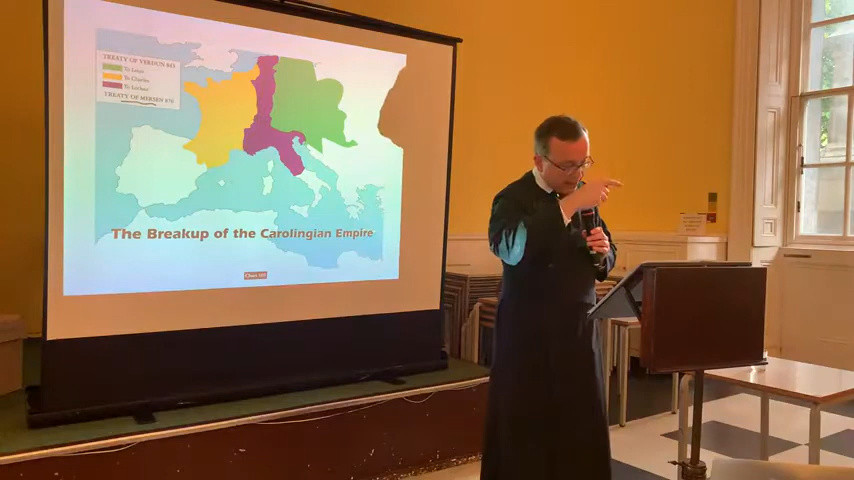 TREATY OF VERDUN 843
To Louis
To Charles
To Lothair
TREATY OF MERSEN 870
The Breakup of the Carolingian Empire